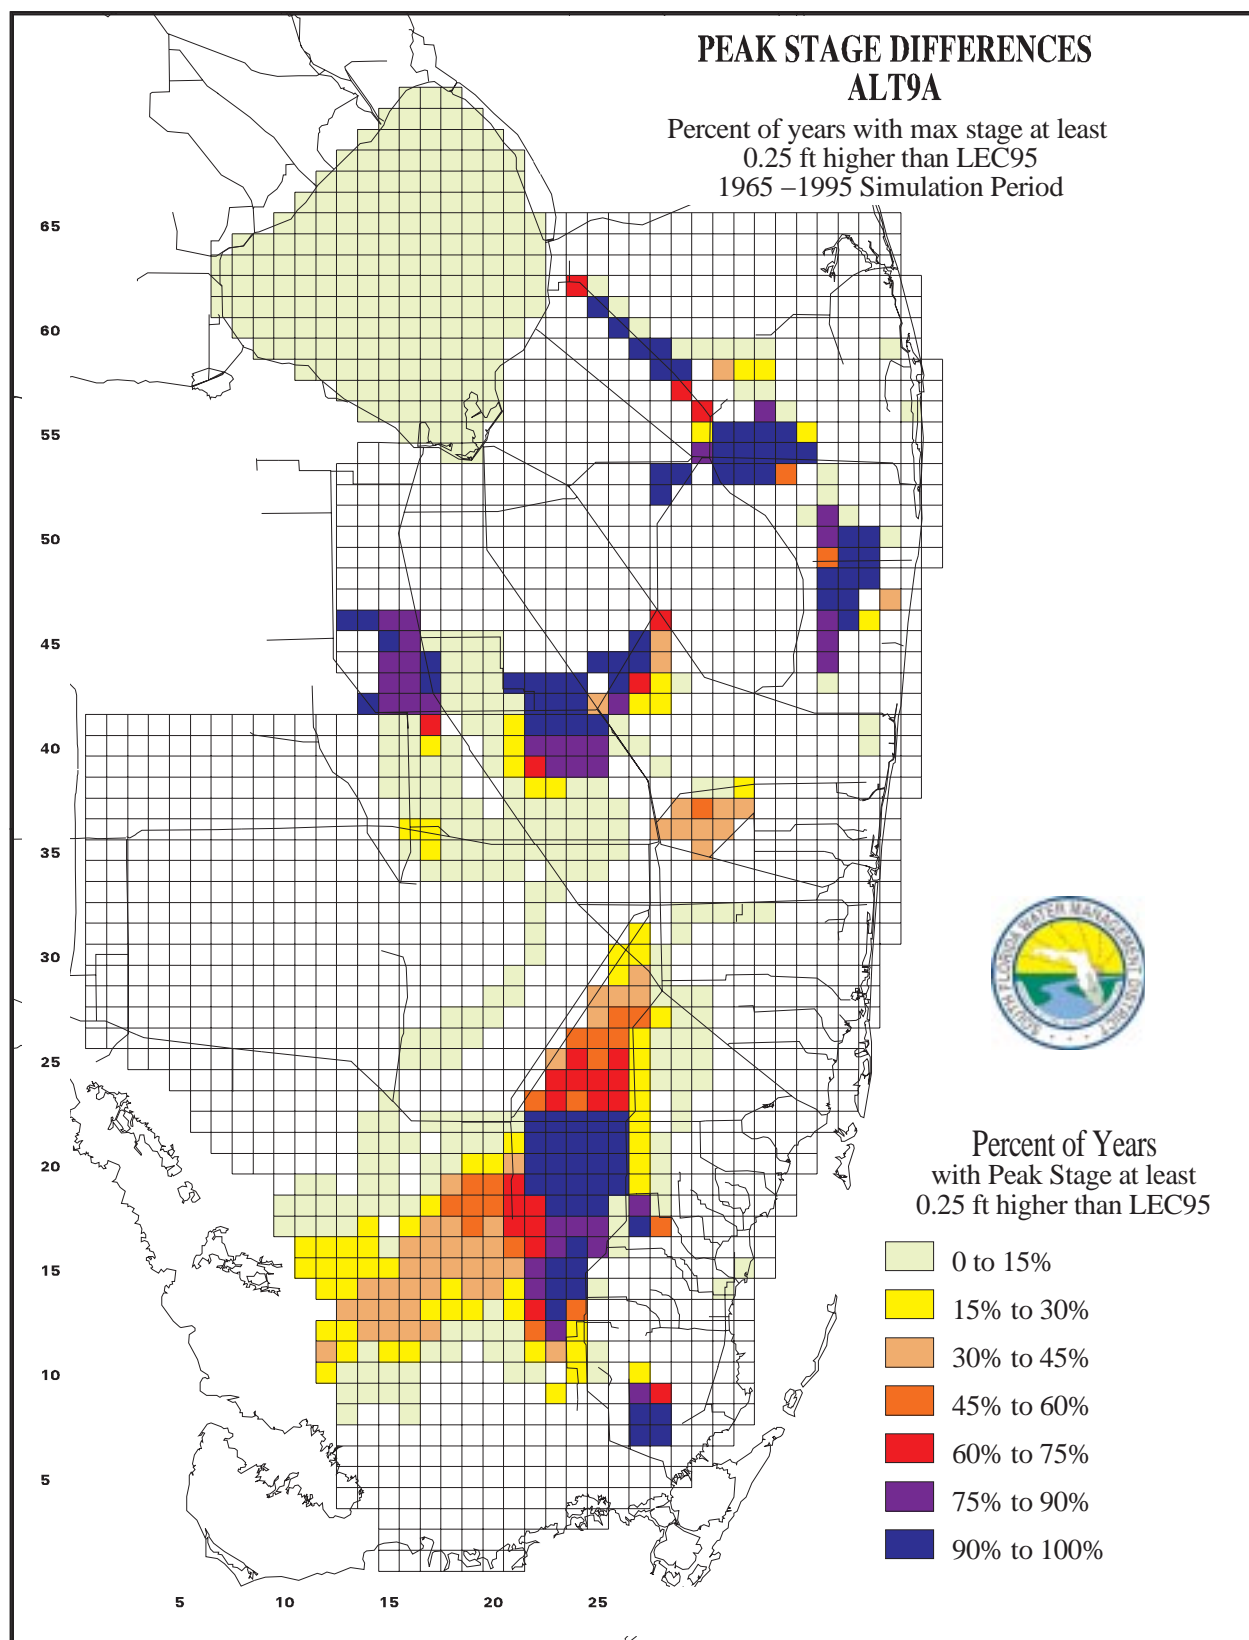 PEAK STAGE DIFFERENCES
ALT9A
Percent of years with max stage at least
0.25 ft higher than LEC95
1965 –1995 Simulation Period
65
60
55
50
45
40
35
30
25
20
15
10
5
5 10 15 20 25
SOUTH FLORIDA WATER MANAGEMENT DISTRICT
Percent of Years
with Peak Stage at least
0.25 ft higher than LEC95
0 to 15%
15% to 30%
30% to 45%
45% to 60%
60% to 75%
75% to 90%
90% to 100%
“